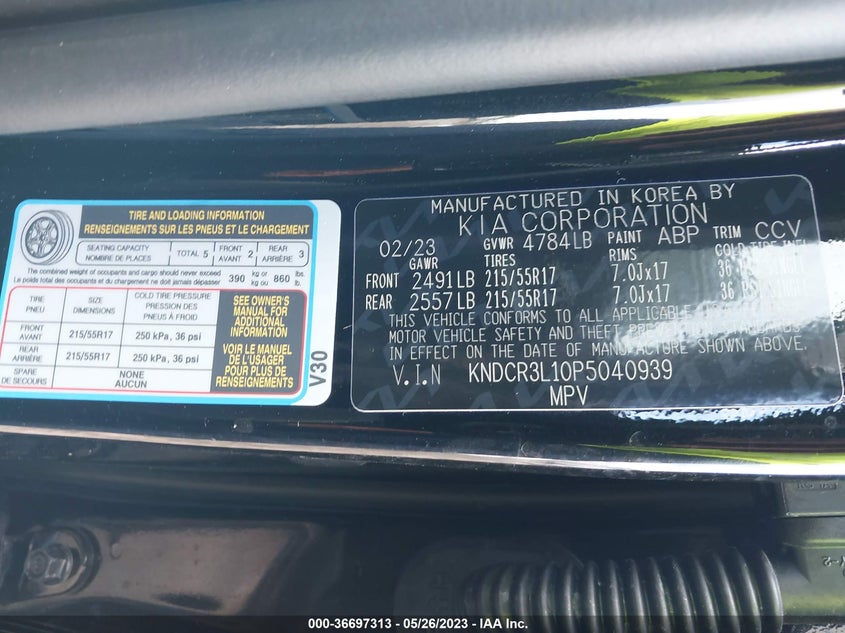 TIRE AND LOADING INFORMATION
RENSEIGNEMENTS SUR LES PNEUS ET LE CHARGEMENT
SEATING CAPACITY
NOMBRE DE PLACES
TOTAL 5
FRONT
AVANT 2
REAR
ARRIÈRE 3
The combined weight of occupants and cargo should never exceed
Le poids total des occupants et du chargement ne doit jamais dépasser
390 kg or
kg ou 860 lbs.
lb.
TIRE
PNEU
SIZE
DIMENSIONS
COLD TIRE PRESSURE
PRESSION DES
PNEUS À FROID
FRONT
AVANT
215/55R17
250 kPa, 36 psi
REAR
ARRIÈRE
215/55R17
250 kPa, 36 psi
SPARE
DE SECOURS
NONE
AUCUN
SEE OWNER'S
MANUAL FOR
ADDITIONAL
INFORMATION
VOIR LE MANUEL
DE L'USAGER
POUR PLUS DE
RENSEIGNEMENTS
V30
MANUFACTURED IN KOREA BY
KIA CORPORATION
02/23 GVWR 4784LB PAINT ABP TRIM CCV
GAWR TIRES RIMS COLD TIRE INFL
FRONT 2491LB 215/55R17 7.0Jx17 36
REAR 2557LB 215/55R17 7.0Jx17 36
THIS VEHICLE CONFORMS TO ALL APPLICABLE
MOTOR VEHICLE SAFETY AND THEFT
IN EFFECT ON THE DATE OF MANUFACTURE SHOWN ABOVE.
V.I.N KNDCR3L10P5040939
MPV
000-36697313 - 05/26/2023 - IAA Inc.